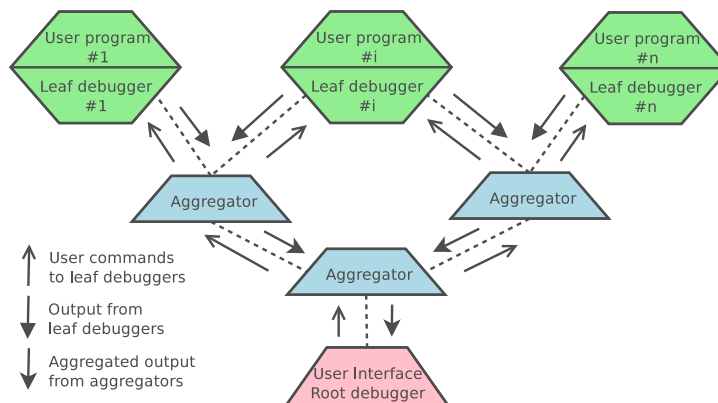 User program
#1
Leaf debugger
#1
User program
#i
Leaf debugger
#i
User program
#n
Leaf debugger
#n
Aggregator
Aggregator
Aggregator
User commands
to leaf debuggers
Output from
leaf debuggers
Aggregated output
from aggregators
User Interface
Root debugger